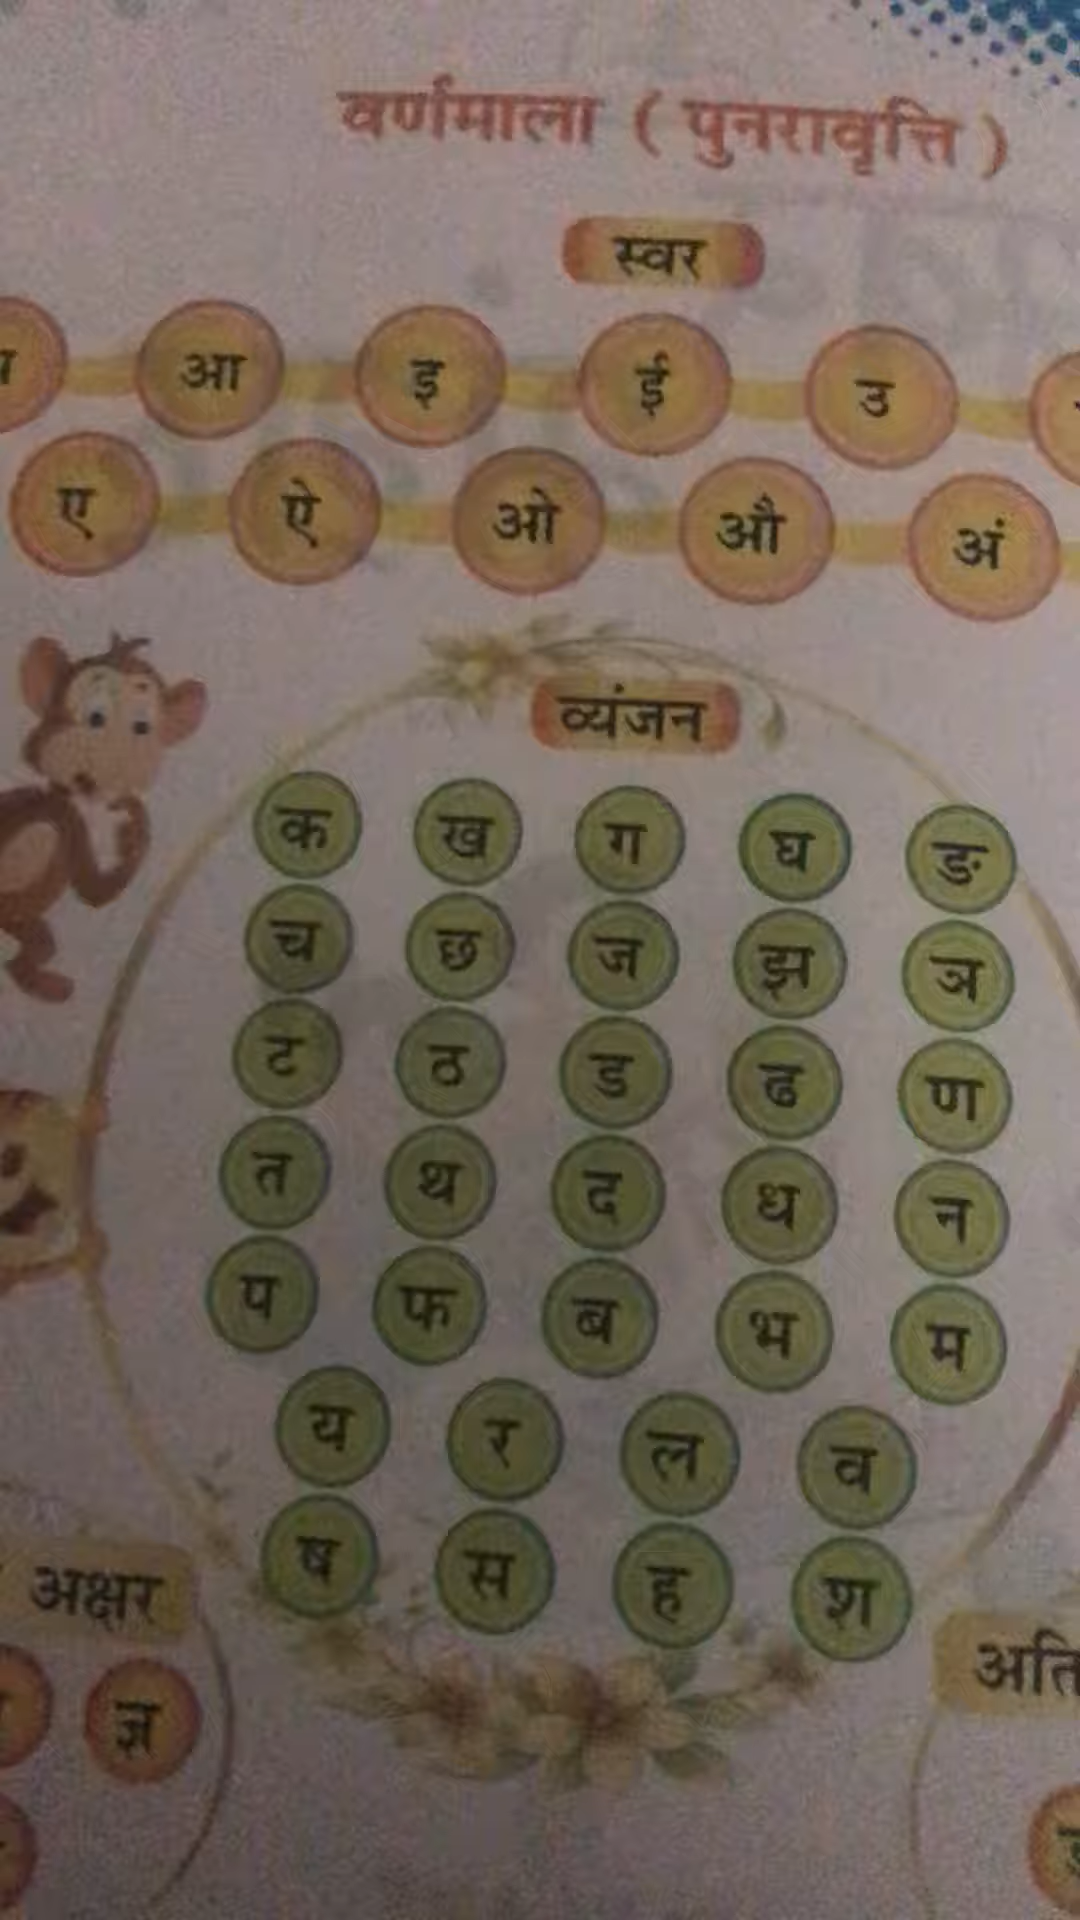 वर्णमाला ( पुनरावृत्ति )
स्वर
आ इ ई उ
ए ऐ ओ औ अं
व्यंजन
क ख ग घ ङ
च छ ज झ ञ
ट ठ ड ढ ण
त थ द ध न
प फ ब भ म
य र ल व
ष स ह श
अक्षर
ज्ञ